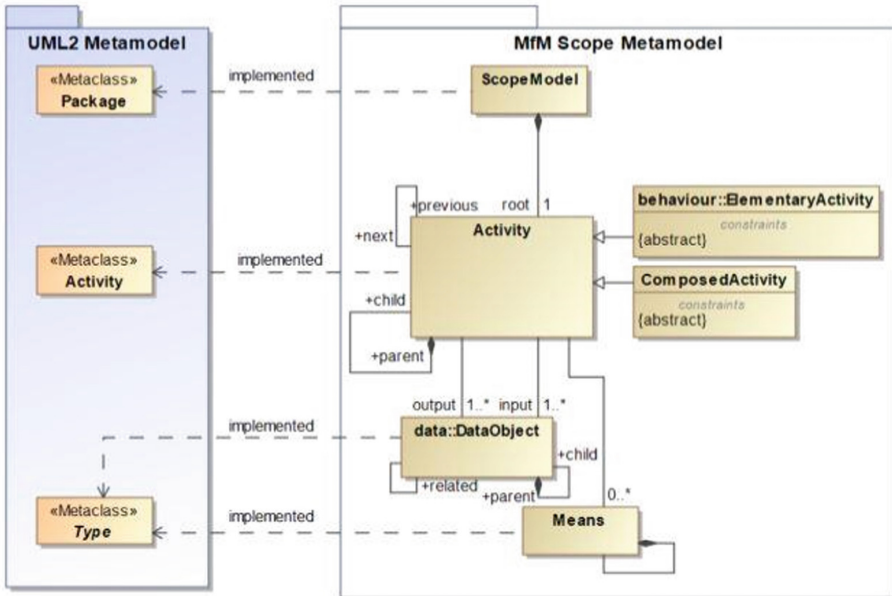 UML2 Metamodel
MfM Scope Metamodel
«Metaclass»
Package
implemented
ScopeModel
+previous
root 1
+next
Activity
behaviour::ElementaryActivity
constraints
{abstract}
«Metaclass»
Activity
implemented
ComposedActivity
constraints
{abstract}
+child
+parent
output 1..* input 1..*
implemented
data::DataObject
+child
+related
+parent
0..*
«Metaclass»
Type
implemented
Means